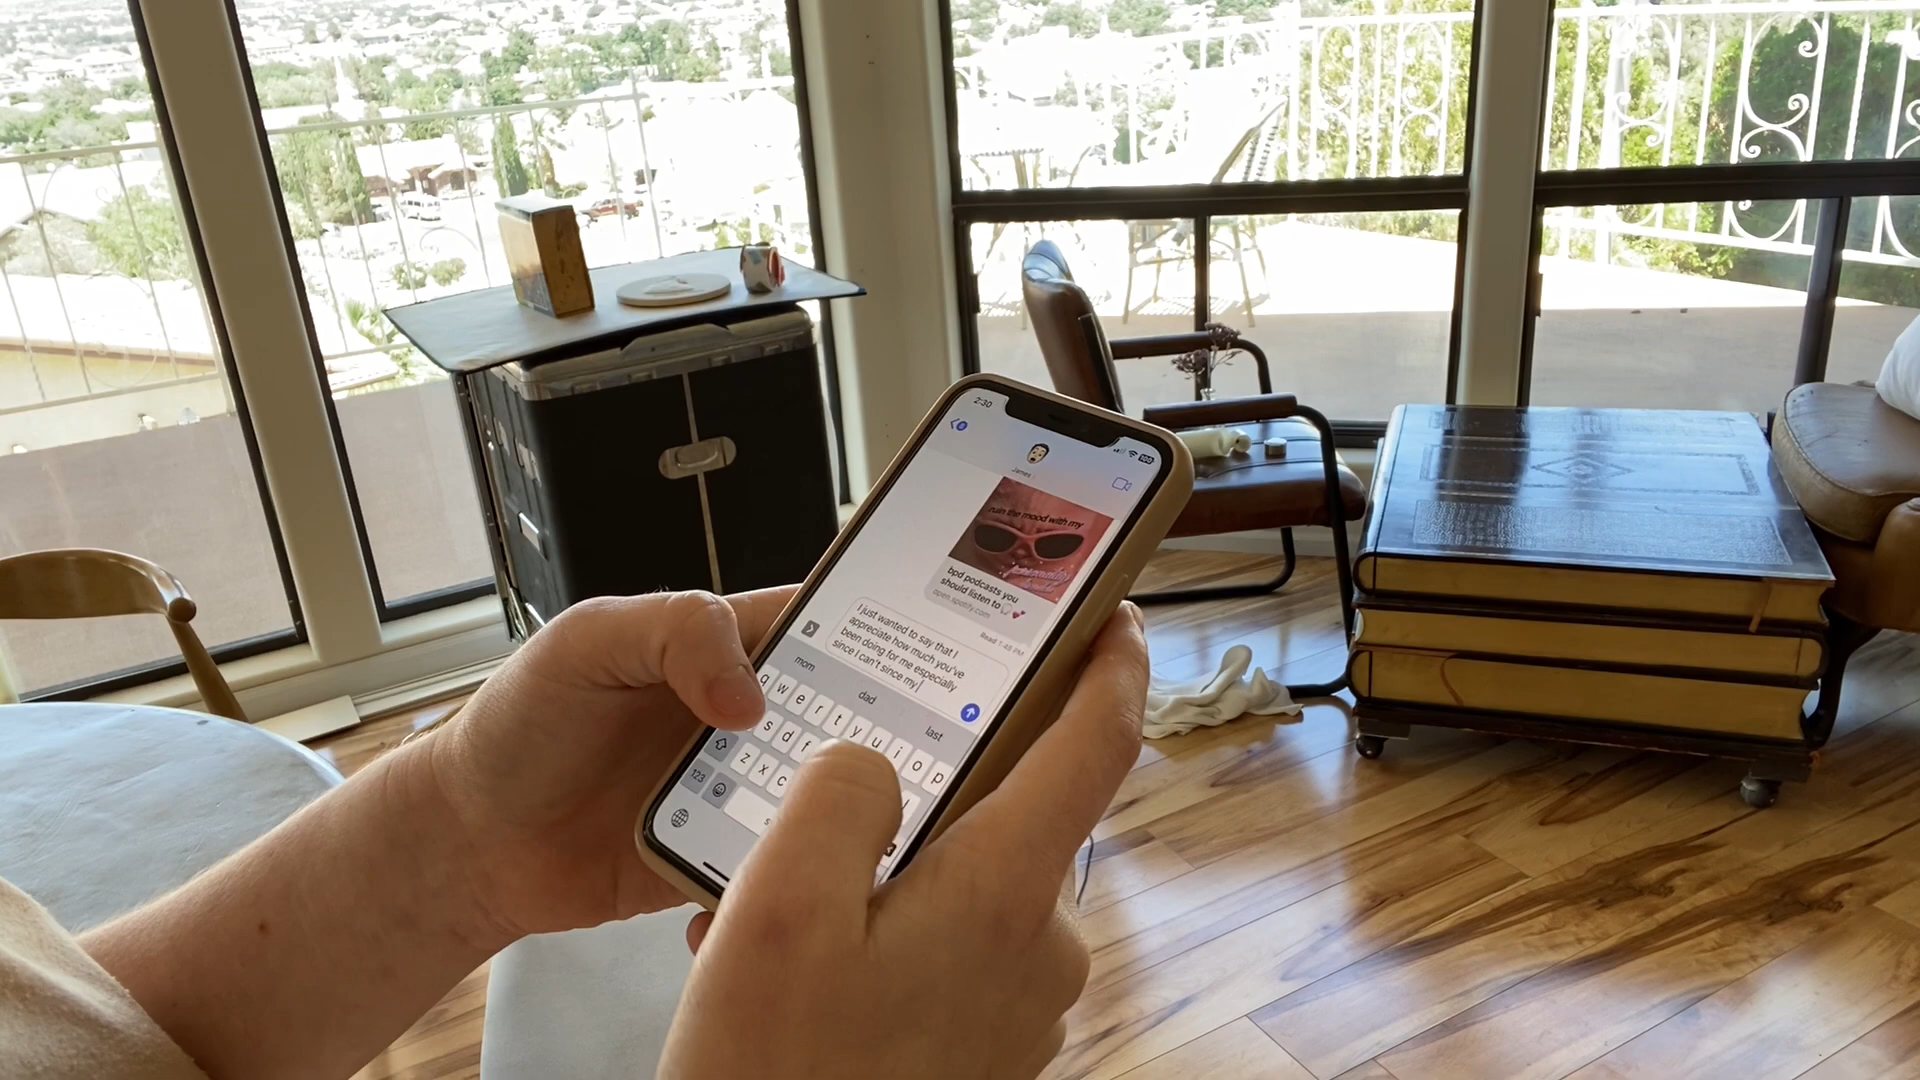 2:30
James
ruin the mood with my
bpd podcasts you
should listen to
open.spotify.com
Read 1:48 PM
I just wanted to say that I
appreciate how much you've
been doing for me especially
since I can't since my
mom dad last
q w e r t y u i o p
s d f
z x c
123